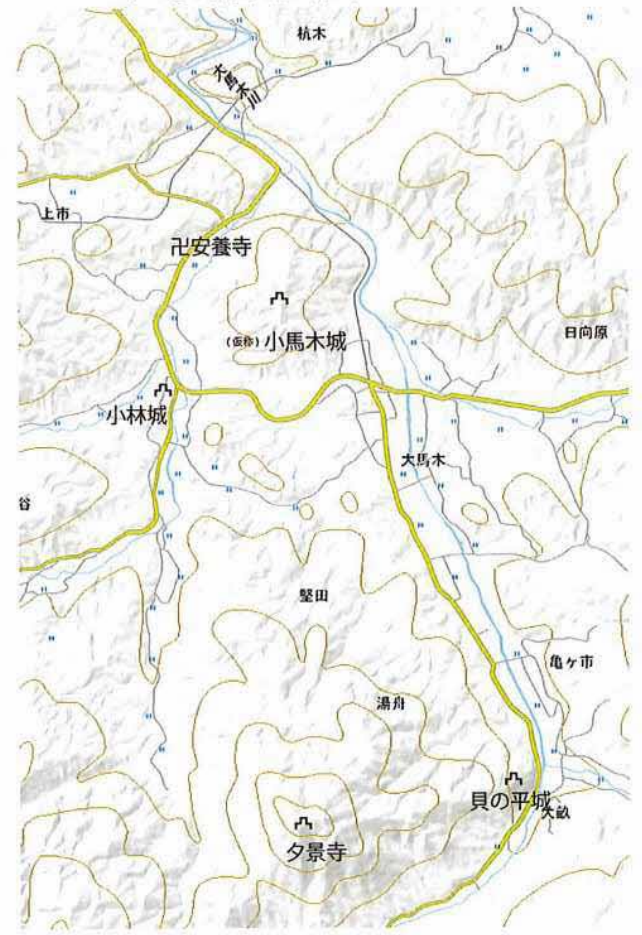 杭木
大馬木川
上市
卍安養寺
日向原
(仮称)小馬木城
小林城
大馬木
谷
竪田
亀ヶ市
湯舟
貝の平城
大畝
夕景寺